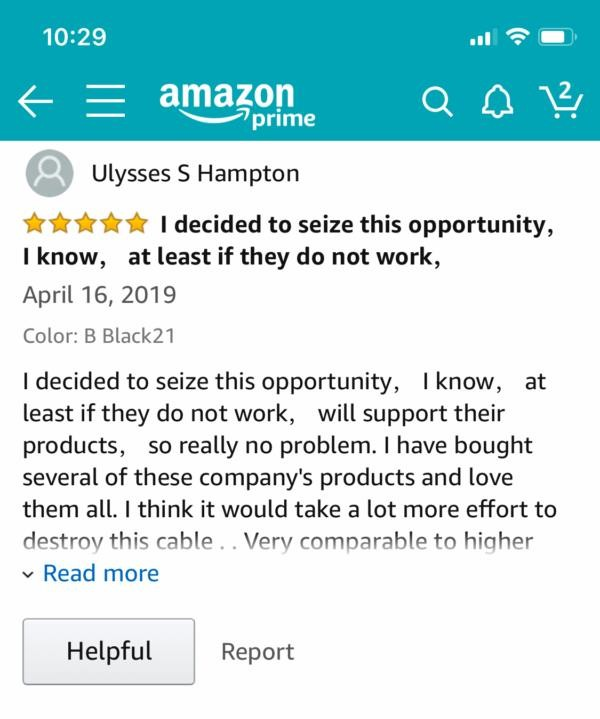 10:29
amazon
prime
2
Ulysses S Hampton
I decided to seize this opportunity,
I know, at least if they do not work,
April 16, 2019
Color: B Black21
I decided to seize this opportunity, I know, at
least if they do not work, will support their
products, so really no problem. I have bought
several of these company's products and love
them all. I think it would take a lot more effort to
destroy this cable . . Very comparable to higher
Read more
Helpful
Report